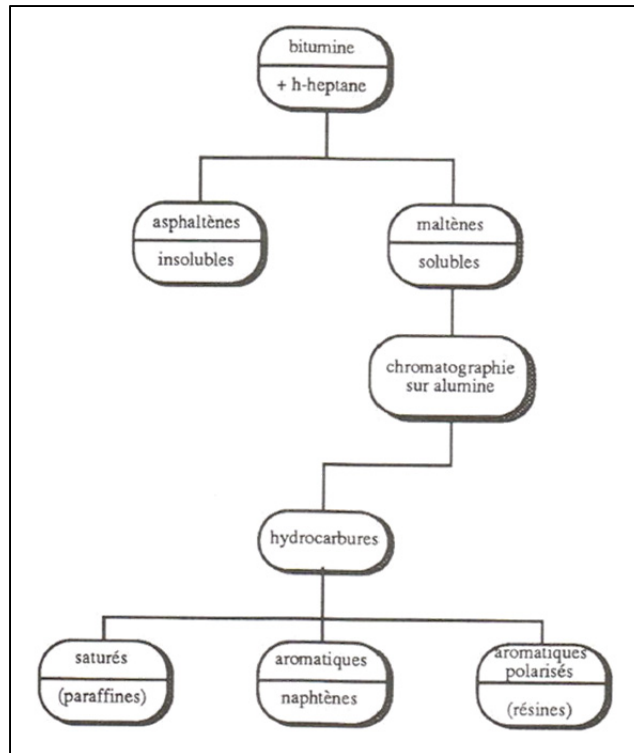 bitumine
+ h-heptane
asphaltènes
insolubles
maltènes
solubles
chromatographie
sur alumine
hydrocarbures
saturés
(paraffines)
aromatiques
naphtènes
aromatiques
polarisés
(résines)